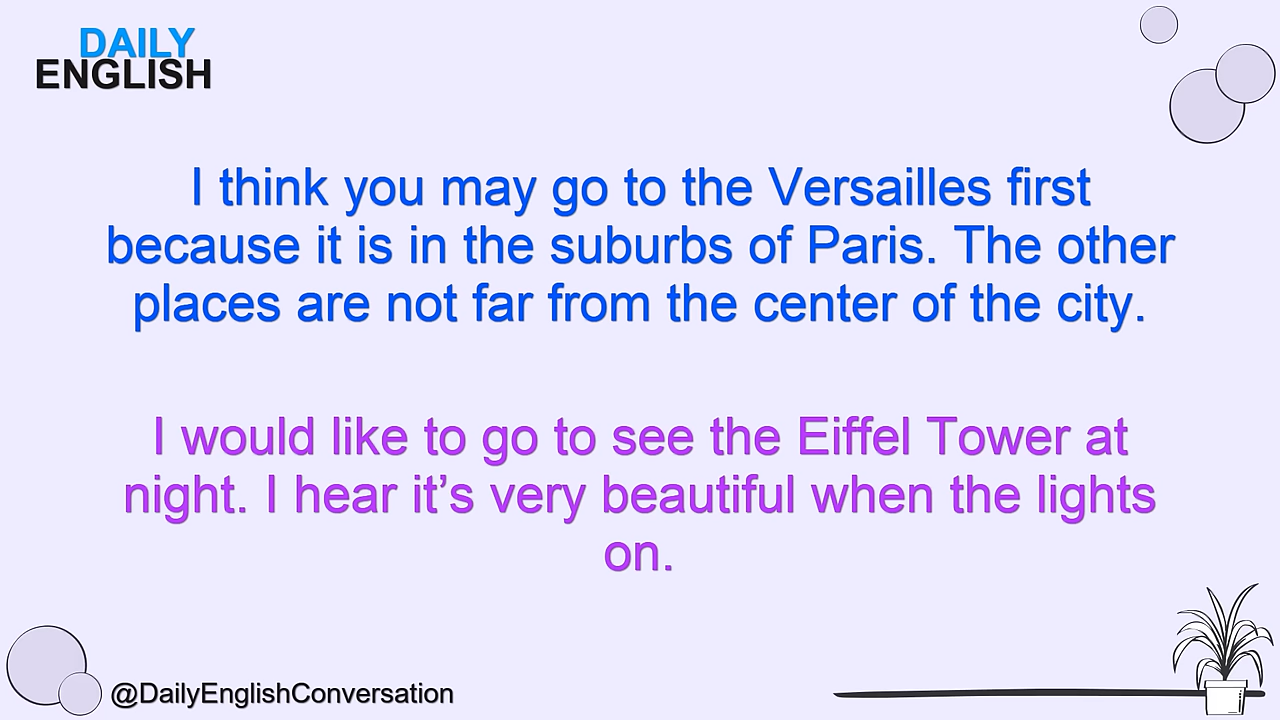 DAILY
ENGLISH
I think you may go to the Versailles first
because it is in the suburbs of Paris. The other
places are not far from the center of the city.
I would like to go to see the Eiffel Tower at
night. I hear it’s very beautiful when the lights
on.
@DailyEnglishConversation